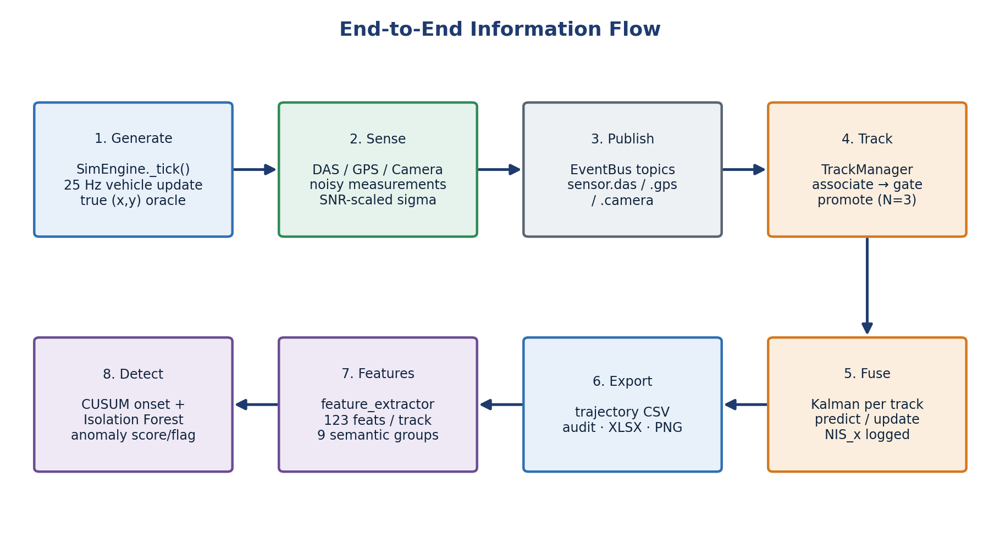 End-to-End Information Flow
1. Generate
SimEngine._tick()
25 Hz vehicle update
true (x,y) oracle
2. Sense
DAS / GPS / Camera
noisy measurements
SNR-scaled sigma
3. Publish
EventBus topics
sensor.das / .gps
/ .camera
4. Track
TrackManager
associate → gate
promote (N=3)
5. Fuse
Kalman per track
predict / update
NIS_x logged
6. Export
trajectory CSV
audit · XLSX · PNG
7. Features
feature_extractor
123 feats / track
9 semantic groups
8. Detect
CUSUM onset +
Isolation Forest
anomaly score/flag